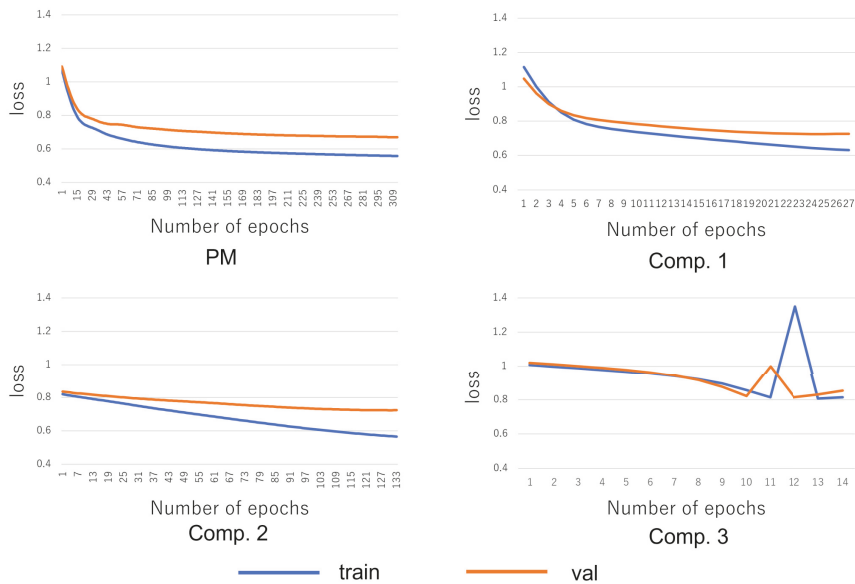 1.4
1.2
1
0.8
0.6
0.4
loss
1 15 29 43 57 71 85 99 113 127 141 155 169 183 197 211 225 239 253 267 281 295 309
Number of epochs
PM
1.4
1.2
1
0.8
0.6
0.4
loss
1 2 3 4 5 6 7 8 9 10 11 12 13 14 15 16 17 18 19 20 21 22 23 24 25 26 27
Number of epochs
Comp. 1
1.4
1.2
1
0.8
0.6
0.4
loss
1 7 13 19 25 31 37 43 49 55 61 67 73 79 85 91 97 103 109 115 121 127 133
Number of epochs
Comp. 2
1.4
1.2
1
0.8
0.6
0.4
loss
1 2 3 4 5 6 7 8 9 10 11 12 13 14
Number of epochs
Comp. 3
train val